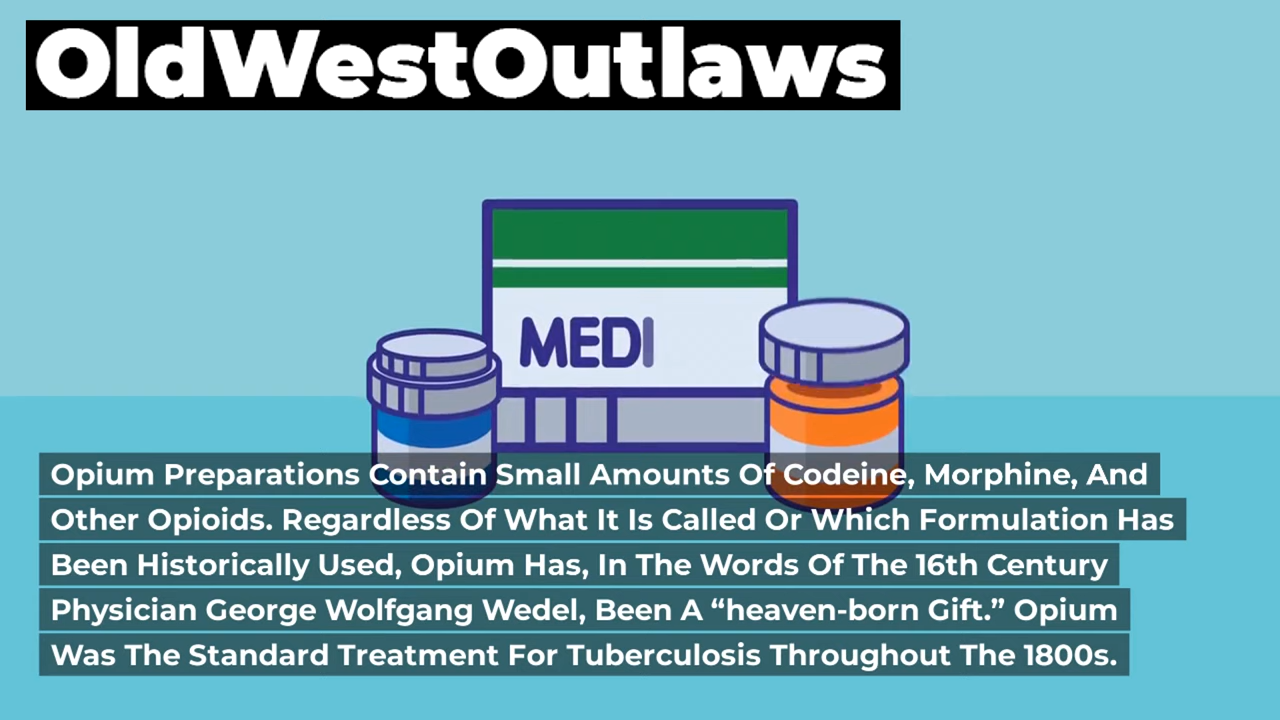 OldWestOutlaws
MEDI
Opium Preparations Contain Small Amounts Of Codeine, Morphine, And
Other Opioids. Regardless Of What It Is Called Or Which Formulation Has
Been Historically Used, Opium Has, In The Words Of The 16th Century
Physician George Wolfgang Wedel, Been A “heaven-born Gift.” Opium
Was The Standard Treatment For Tuberculosis Throughout The 1800s.